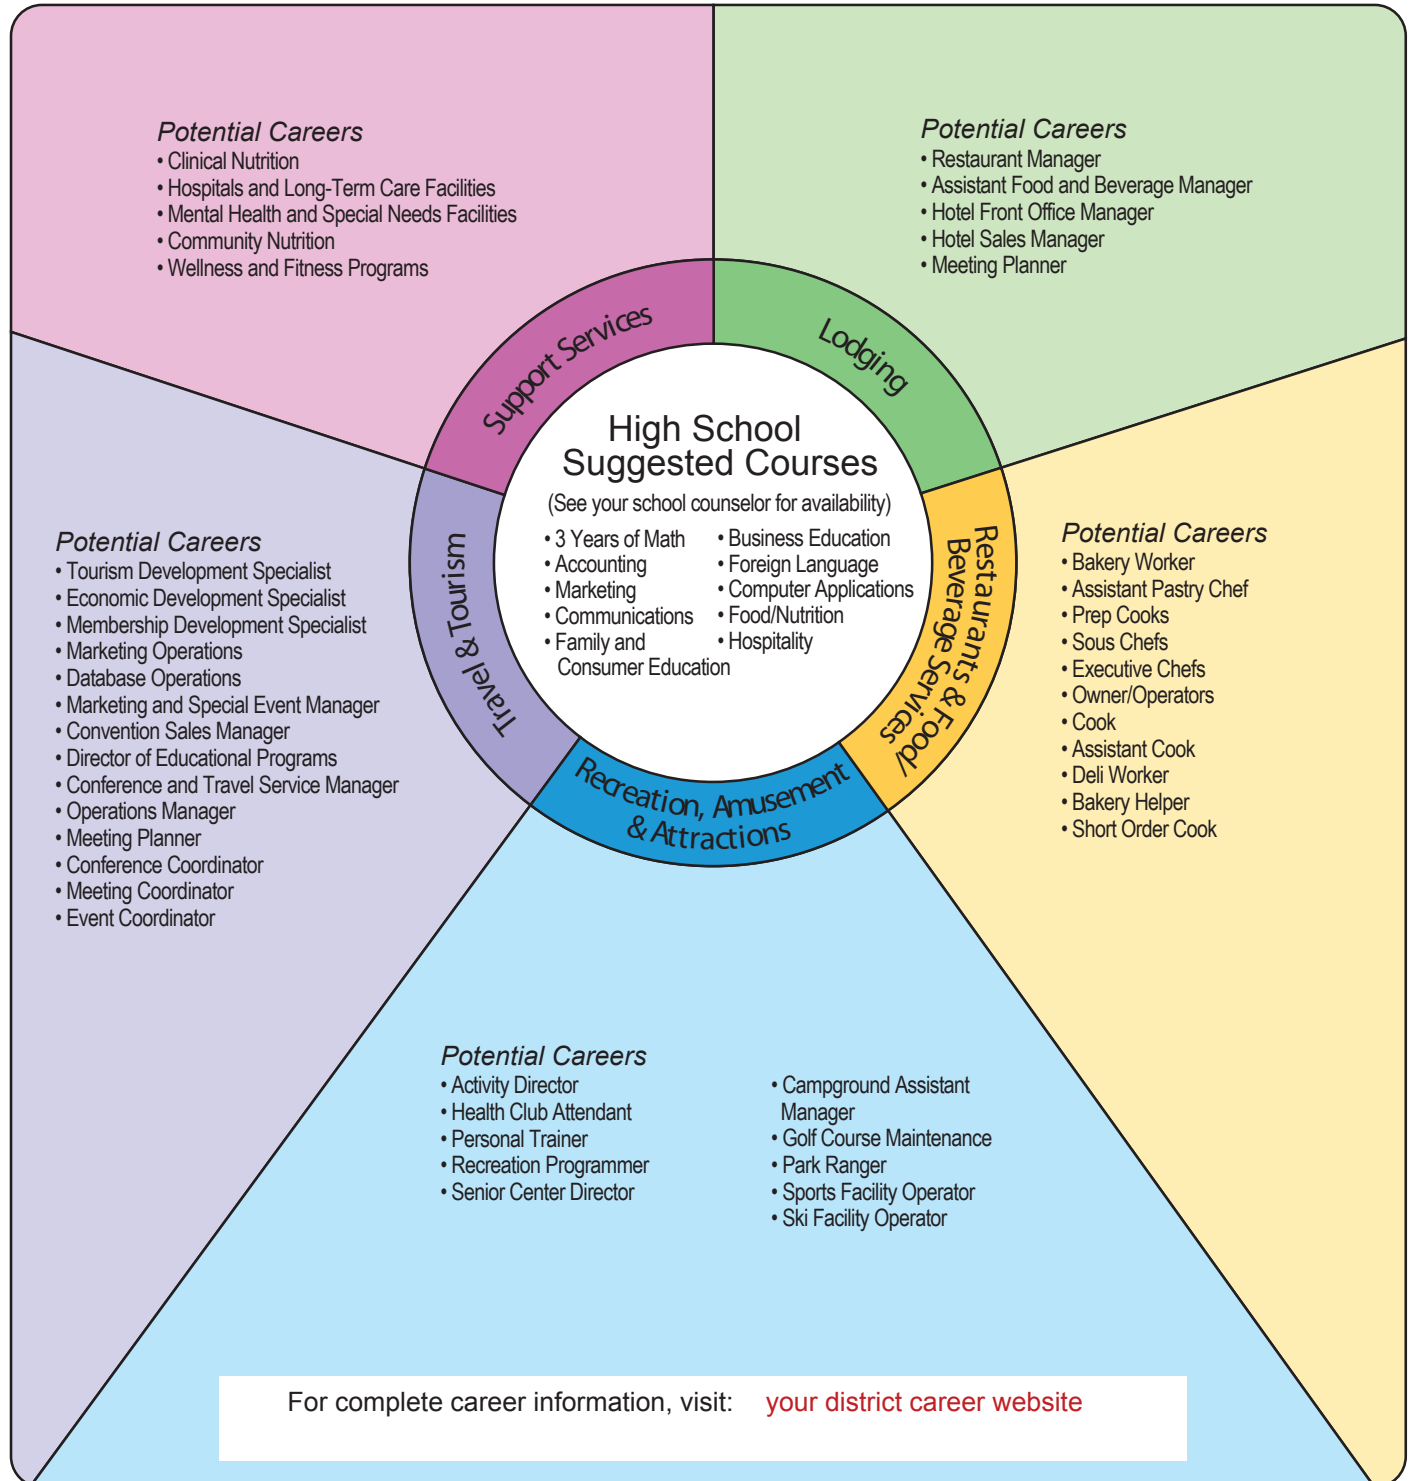 Potential Careers
• Clinical Nutrition
• Hospitals and Long-Term Care Facilities
• Mental Health and Special Needs Facilities
• Community Nutrition
• Wellness and Fitness Programs
Potential Careers
• Restaurant Manager
• Assistant Food and Beverage Manager
• Hotel Front Office Manager
• Hotel Sales Manager
• Meeting Planner
Support Services
Lodging
High School
Suggested Courses
(See your school counselor for availability)
• 3 Years of Math
• Accounting
• Marketing
• Communications
• Family and
Consumer Education
• Business Education
• Foreign Language
• Computer Applications
• Food/Nutrition
• Hospitality
Travel & Tourism
Restaurants & Food/
Beverage Services
Recreation, Amusement
& Attractions
Potential Careers
• Tourism Development Specialist
• Economic Development Specialist
• Membership Development Specialist
• Marketing Operations
• Database Operations
• Marketing and Special Event Manager
• Convention Sales Manager
• Director of Educational Programs
• Conference and Travel Service Manager
• Operations Manager
• Meeting Planner
• Conference Coordinator
• Meeting Coordinator
• Event Coordinator
Potential Careers
• Bakery Worker
• Assistant Pastry Chef
• Prep Cooks
• Sous Chefs
• Executive Chefs
• Owner/Operators
• Cook
• Assistant Cook
• Deli Worker
• Bakery Helper
• Short Order Cook
Potential Careers
• Activity Director
• Health Club Attendant
• Personal Trainer
• Recreation Programmer
• Senior Center Director
• Campground Assistant
Manager
• Golf Course Maintenance
• Park Ranger
• Sports Facility Operator
• Ski Facility Operator
For complete career information, visit: your district career website